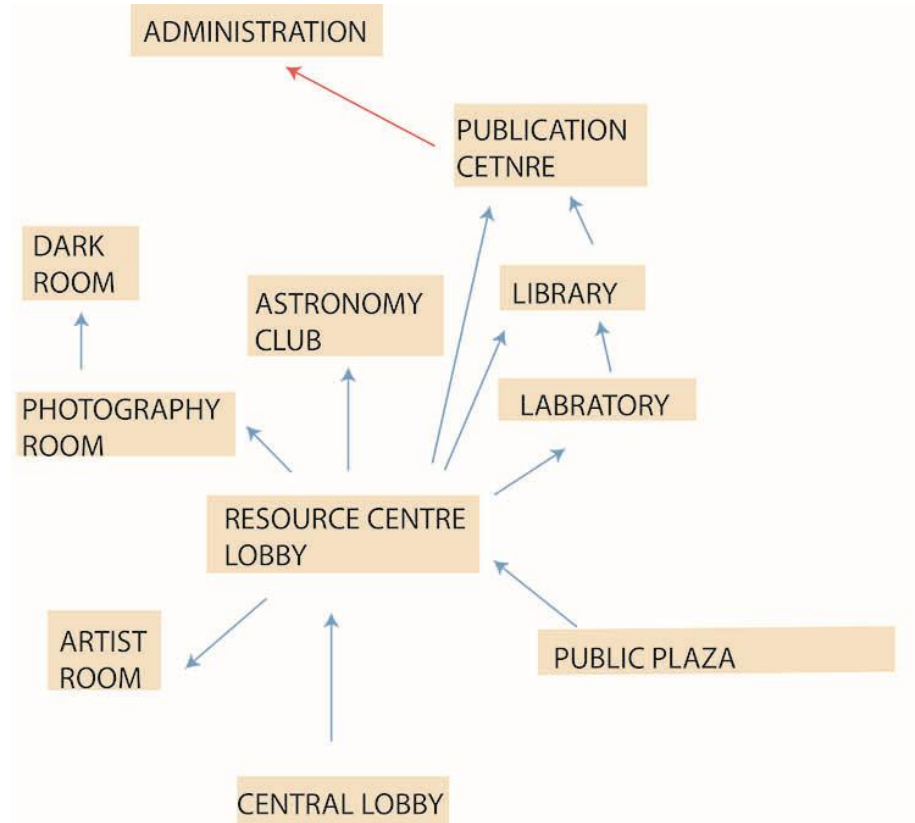 ADMINISTRATION
PUBLICATION
CETNRE
DARK
ROOM
ASTRONOMY
CLUB
LIBRARY
PHOTOGRAPHY
ROOM
LABRATORY
RESOURCE CENTRE
LOBBY
ARTIST
ROOM
PUBLIC PLAZA
CENTRAL LOBBY